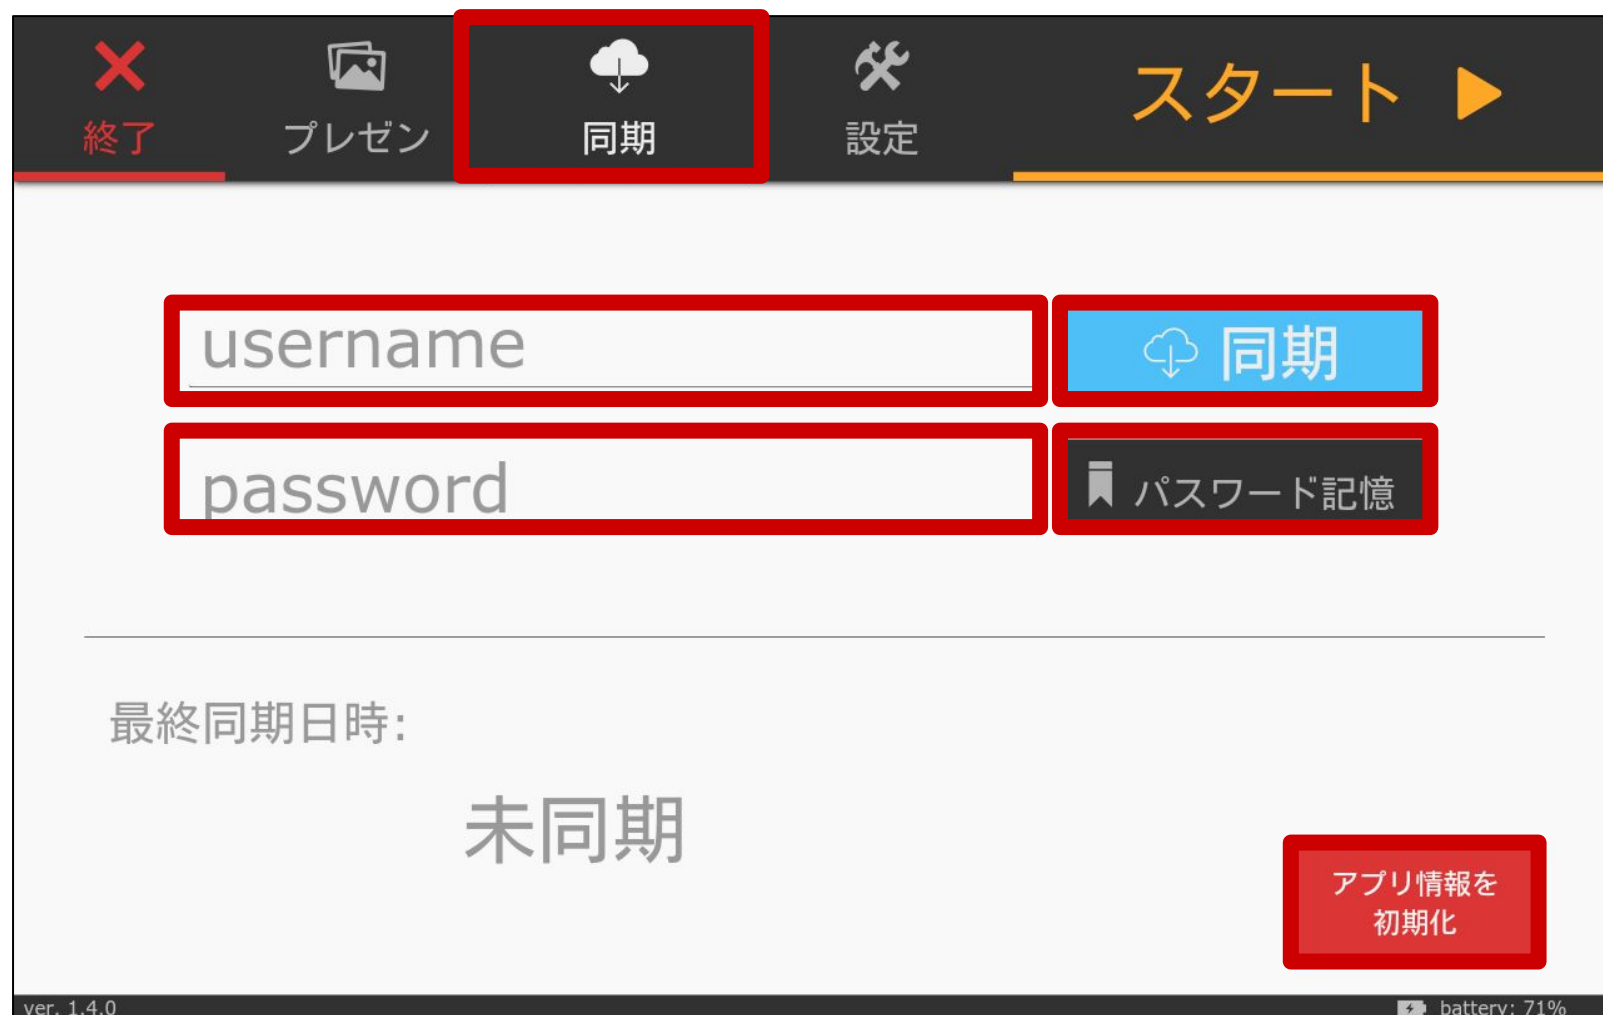 終了
プレゼン
同期
設定
スタート
username
同期
password
パスワード記憶
最終同期日時:
未同期
アプリ情報を
初期化
ver. 1.4.0
battery: 71%